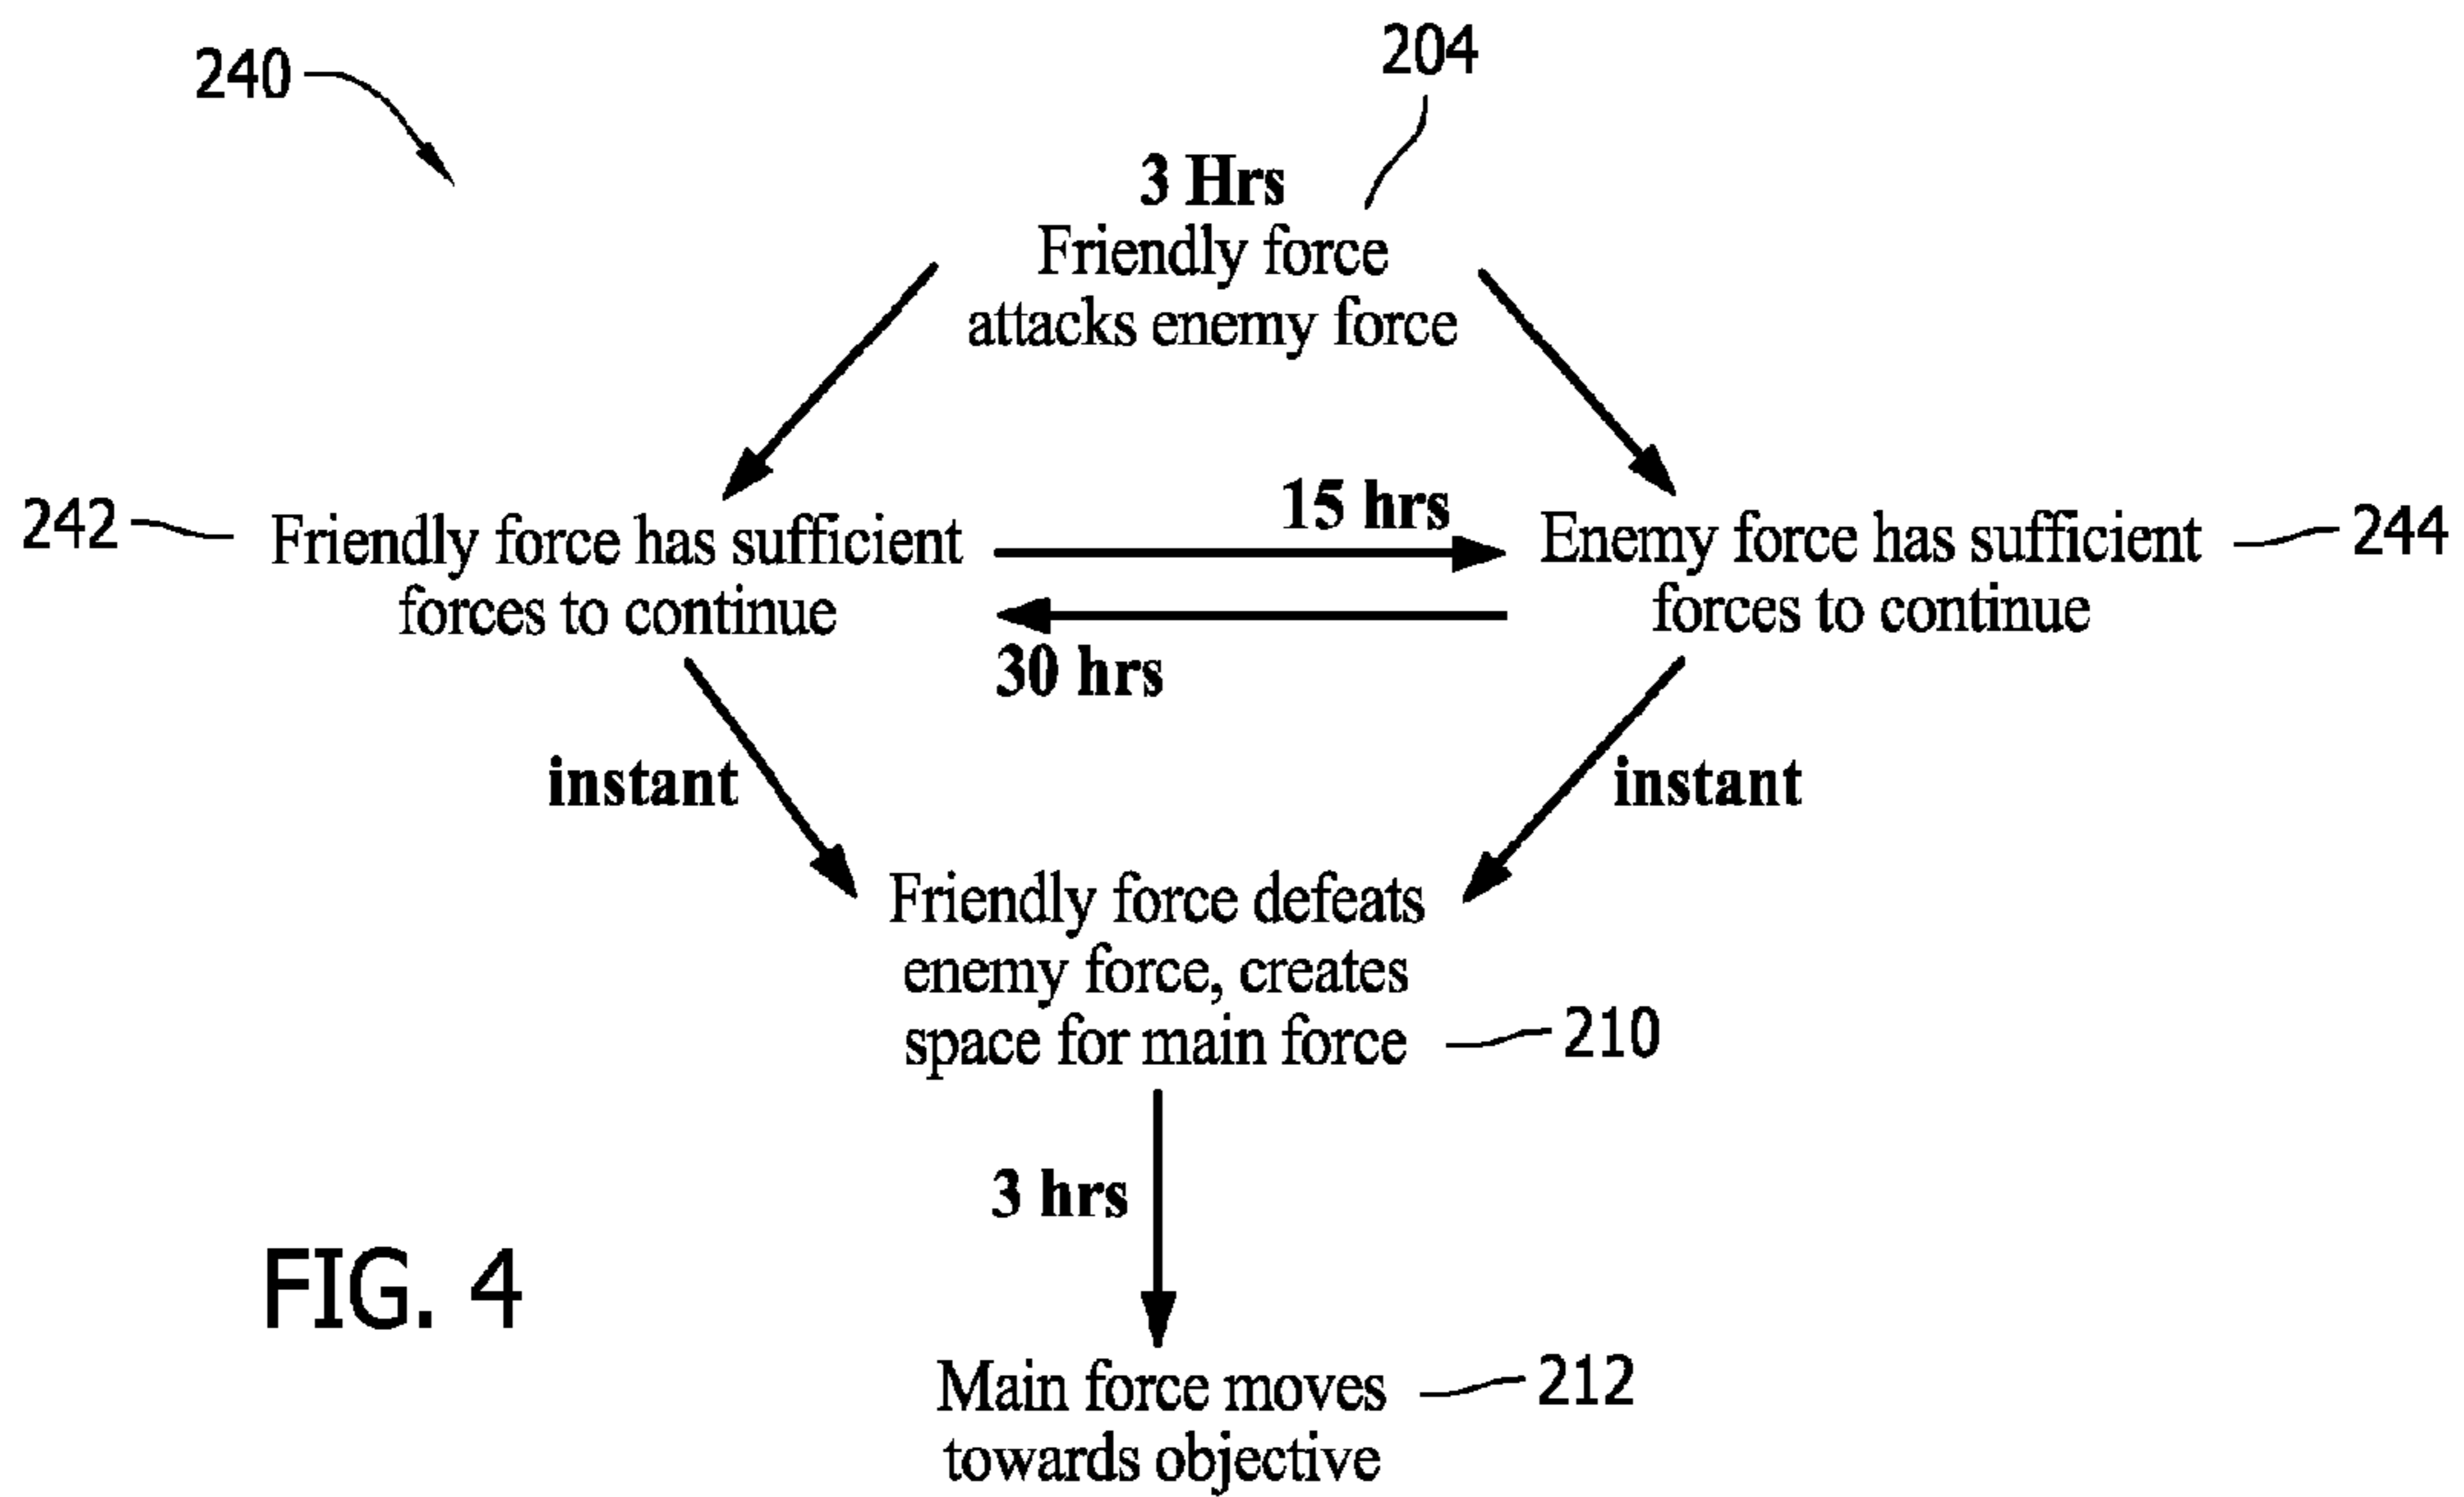 204
240
3 Hrs
Friendly force
attacks enemy force
15 hrs
242
Friendly force has sufficient
forces to continue
Enemy force has sufficient
forces to continue
244
30 hrs
instant
instant
Friendly force defeats
enemy force, creates
space for main force
210
3 hrs
FIG. 4
Main force moves
towards objective
212